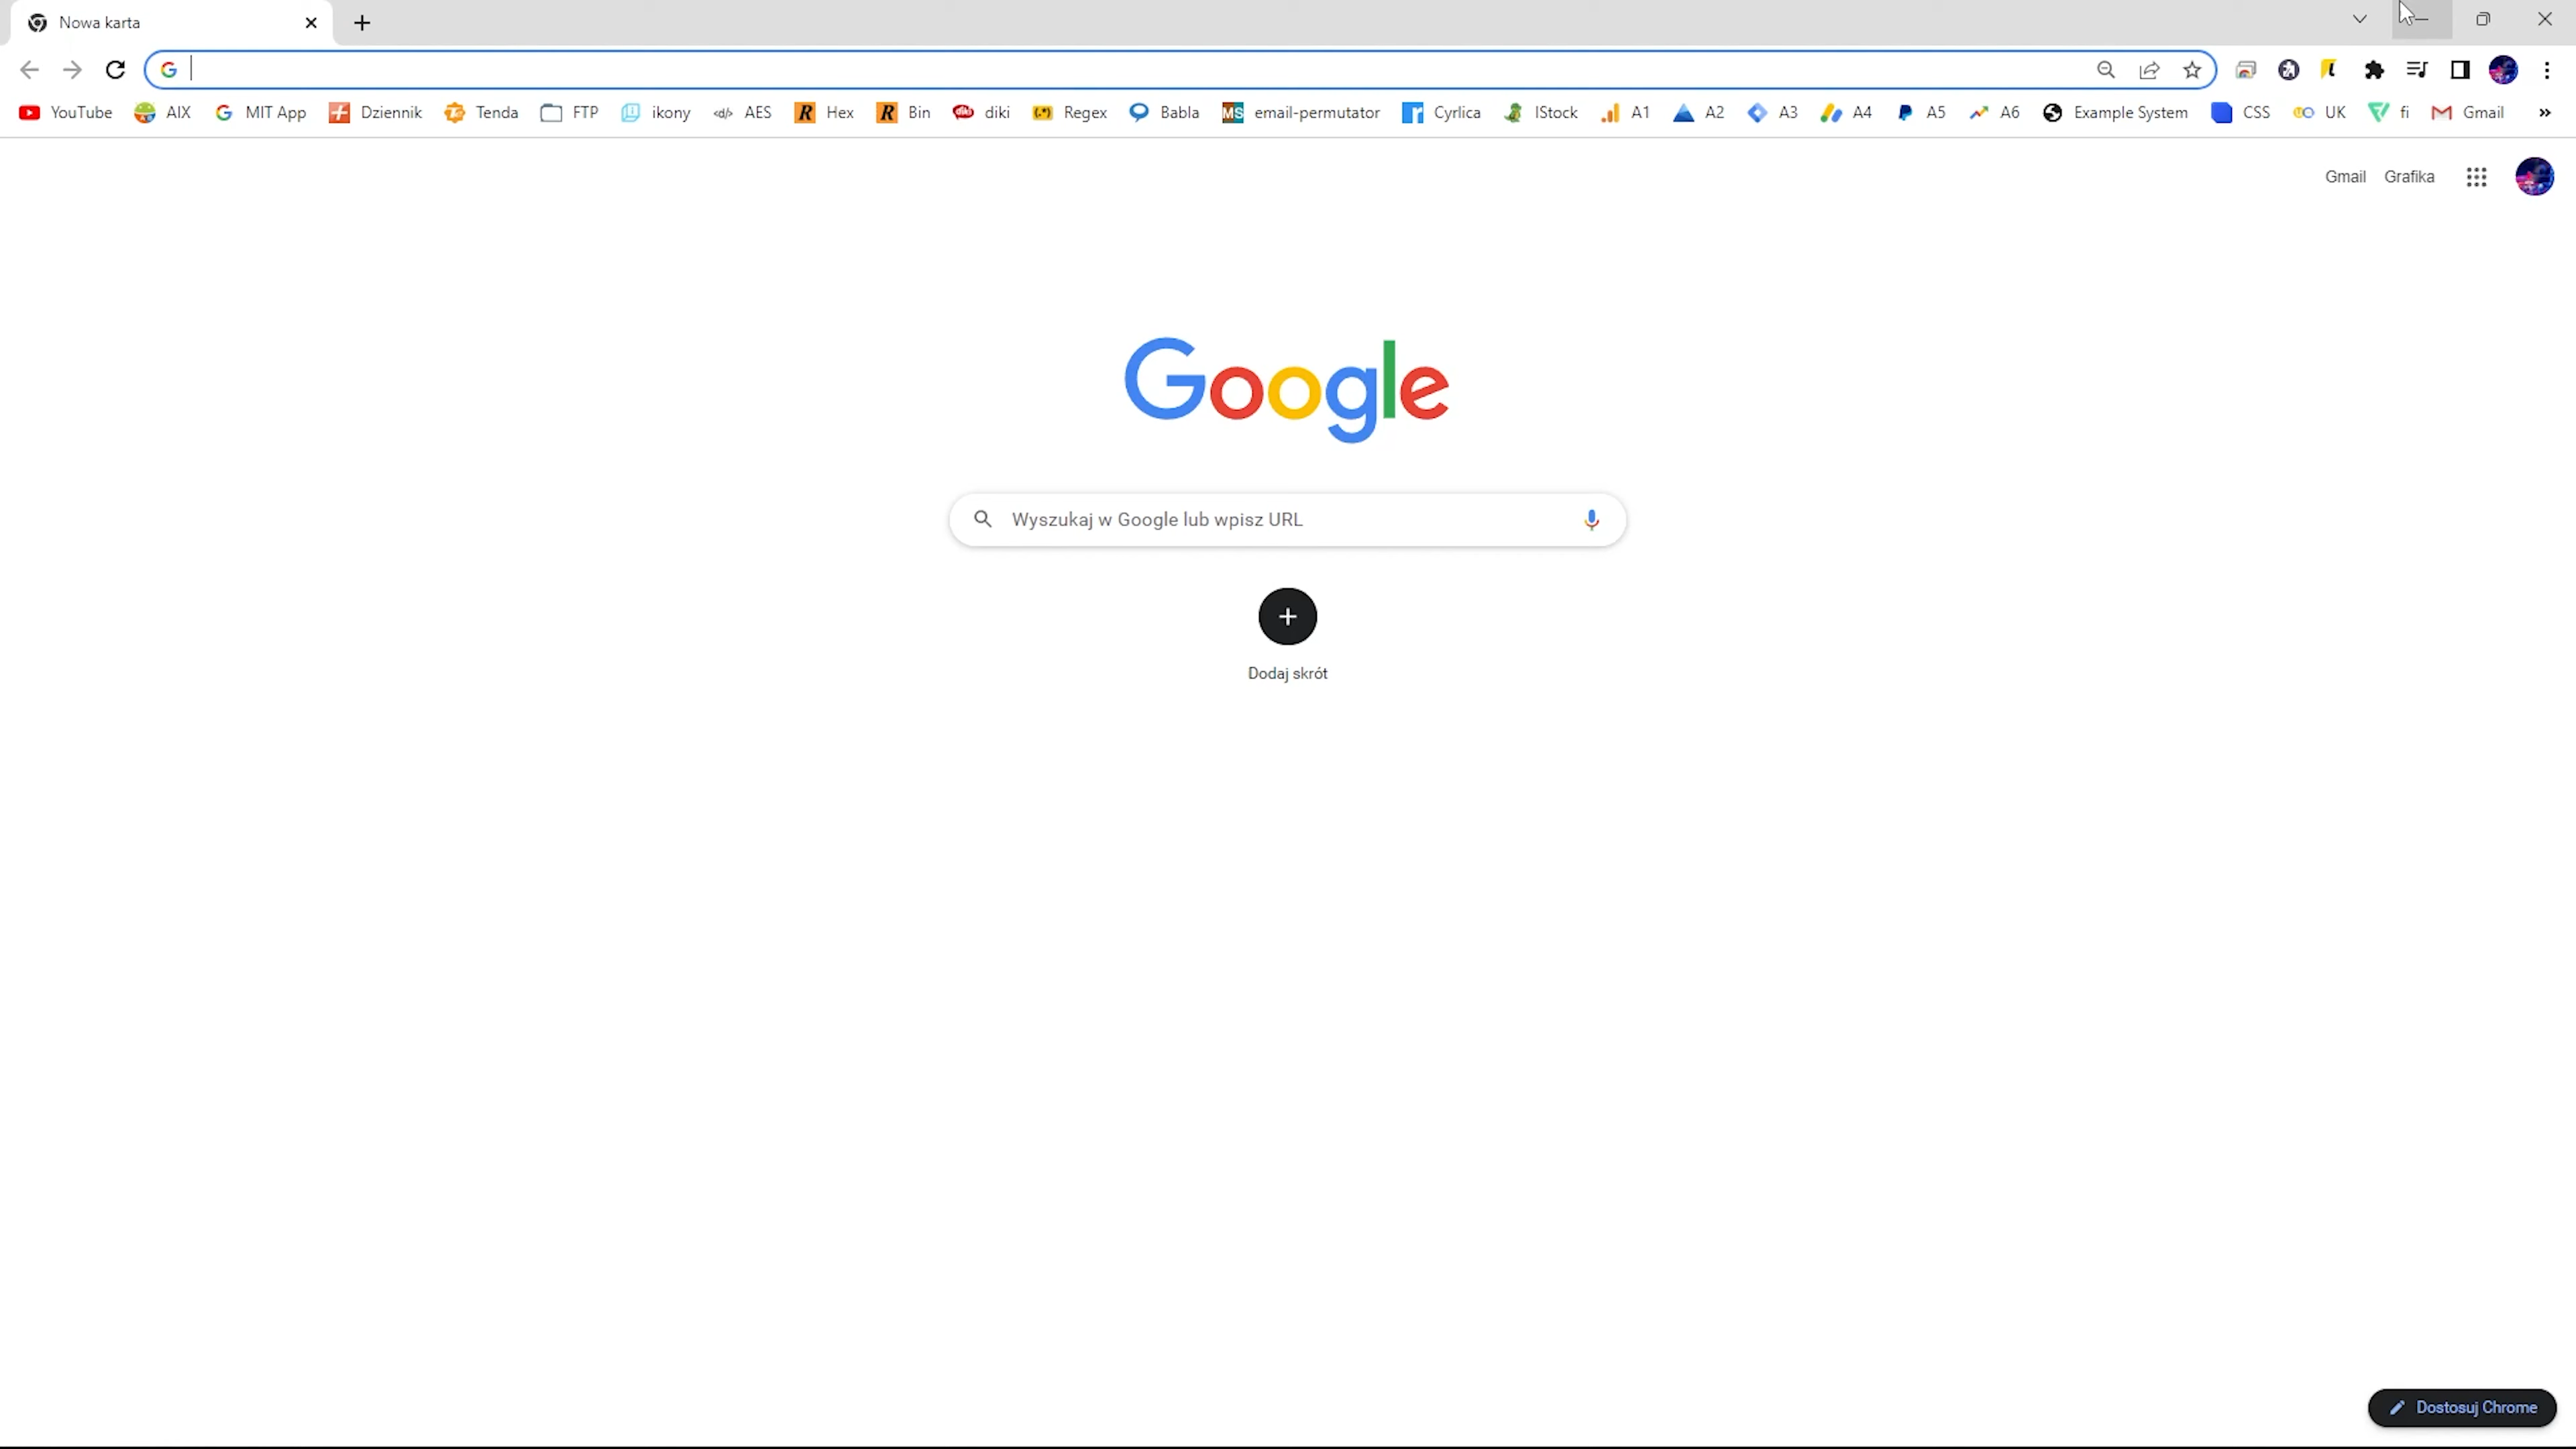 Nowa karta
YouTube AIX MIT App Dziennik Tenda FTP ikony AES Hex Bin diki Regex Babla email-permutator Cyrlica IStock A1 A2 A3 A4 A5 A6 Example System CSS UK fi Gmail
Gmail Grafika
Google
Wyszukaj w Google lub wpisz URL
Dodaj skrót
Dostosuj Chrome